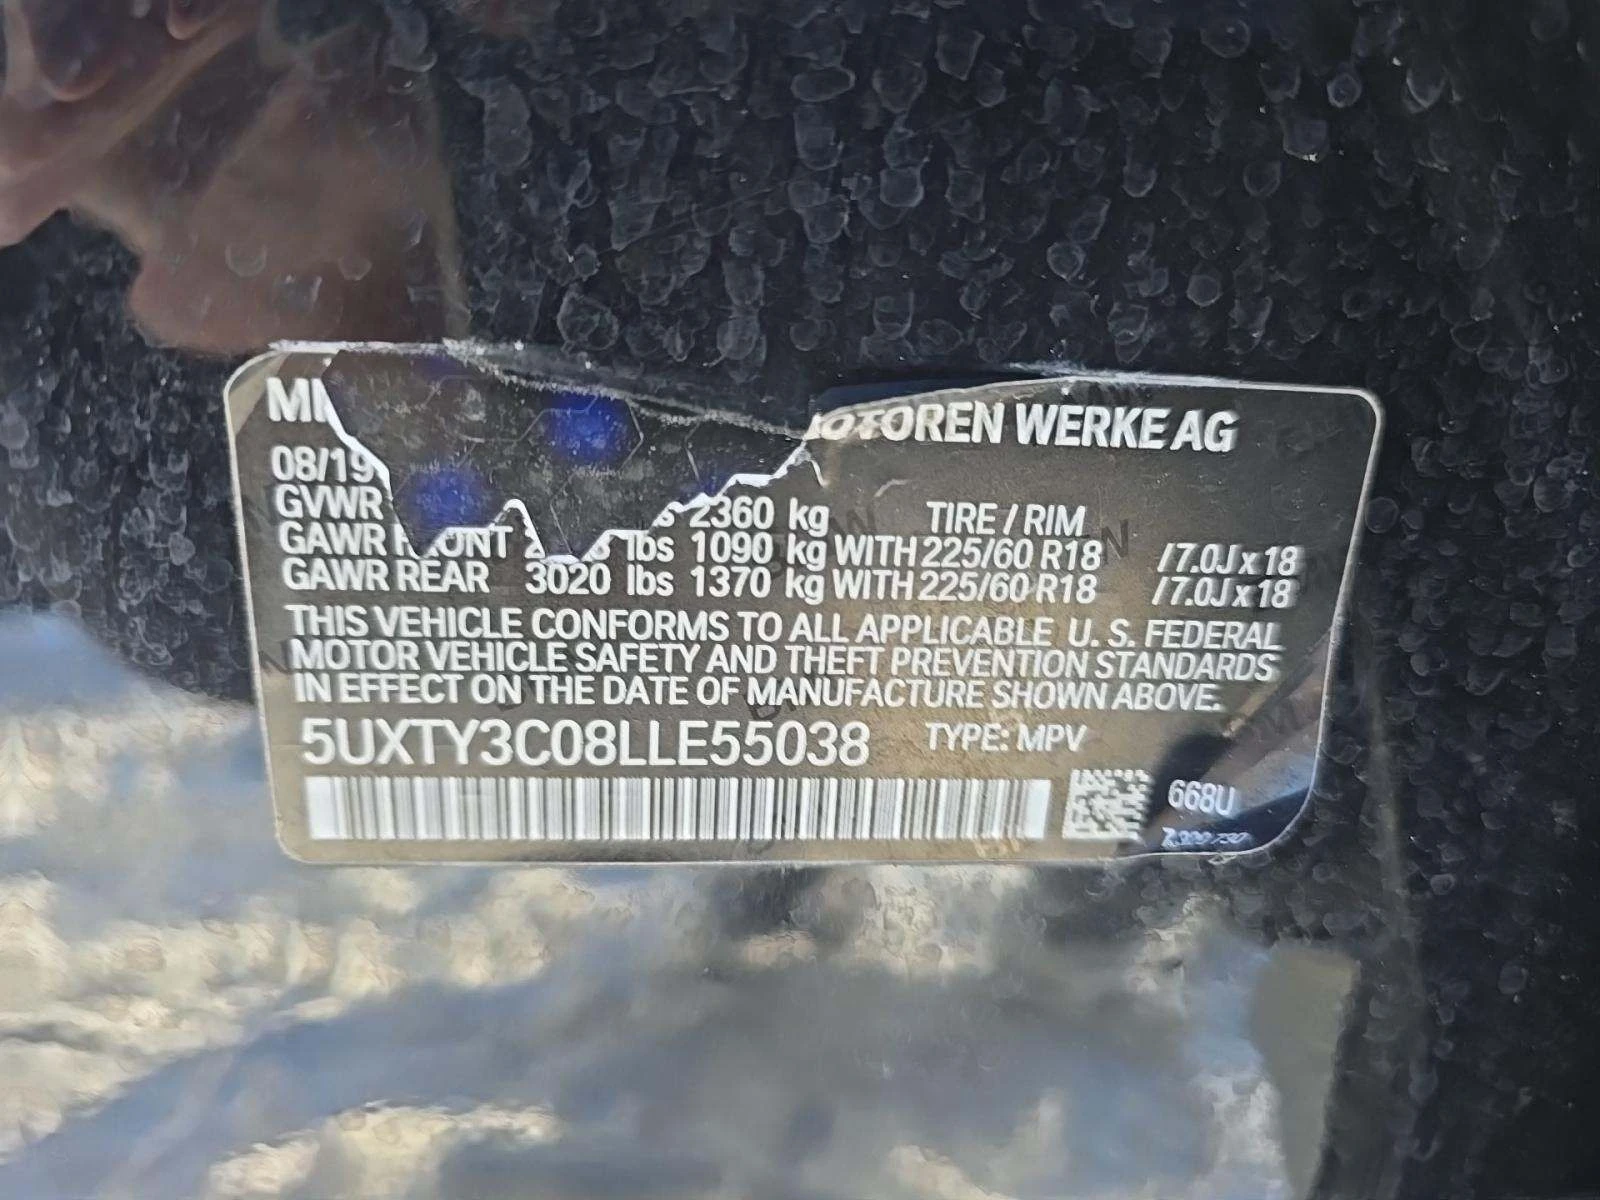 OTOREN WERKE AG
08/19
GVWR 2360 kg TIRE / RIM
GAWR FRONT lbs 1090 kg WITH 225/60 R18 /7.0J x 18
GAWR REAR 3020 lbs 1370 kg WITH 225/60 R18 /7.0J x 18
THIS VEHICLE CONFORMS TO ALL APPLICABLE U. S. FEDERAL
MOTOR VEHICLE SAFETY AND THEFT PREVENTION STANDARDS
IN EFFECT ON THE DATE OF MANUFACTURE SHOWN ABOVE.
5UXTY3C08LLE55038 TYPE: MPV
668U